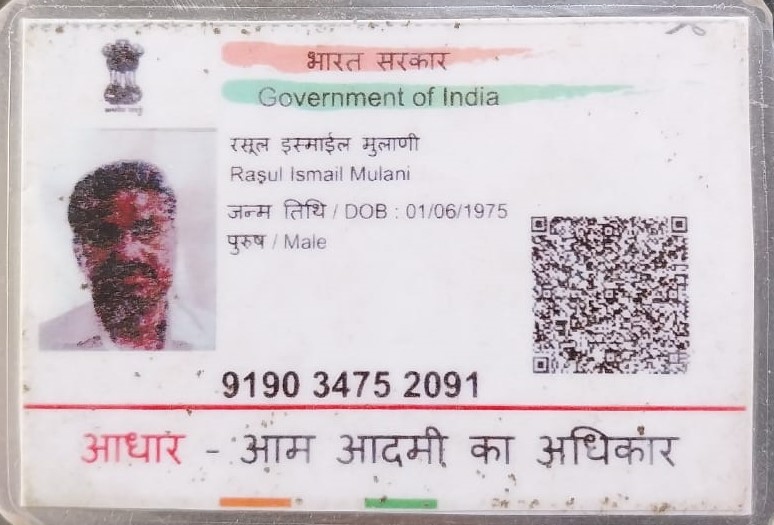 भारत सरकार
Government of India
रसूल इस्माईल मुलाणी
Rasul Ismail Mulani
जन्म तिथि / DOB : 01/06/1975
पुरुष / Male
9190 3475 2091
आधार - आम आदमी का अधिकार